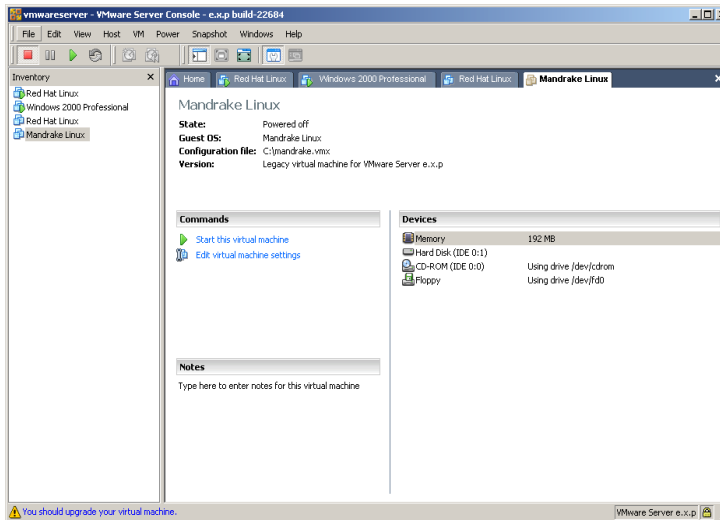 vmwareserver - VMware Server Console - e.x.p build-22684
File Edit View Host VM Power Snapshot Windows Help
Inventory
Red Hat Linux
Windows 2000 Professional
Red Hat Linux
Mandrake Linux
Home Red Hat Linux Windows 2000 Professional Red Hat Linux Mandrake Linux
Mandrake Linux
State: Powered off
Guest OS: Mandrake Linux
Configuration file: C:\mandrake.vmx
Version: Legacy virtual machine for VMware Server e.x.p
Commands
Start this virtual machine
Edit virtual machine settings
Notes
Type here to enter notes for this virtual machine
Devices
Memory 192 MB
Hard Disk (IDE 0:1)
CD-ROM (IDE 0:0) Using drive /dev/cdrom
Floppy Using drive /dev/fd0
You should upgrade your virtual machine.
VMware Server e.x.p